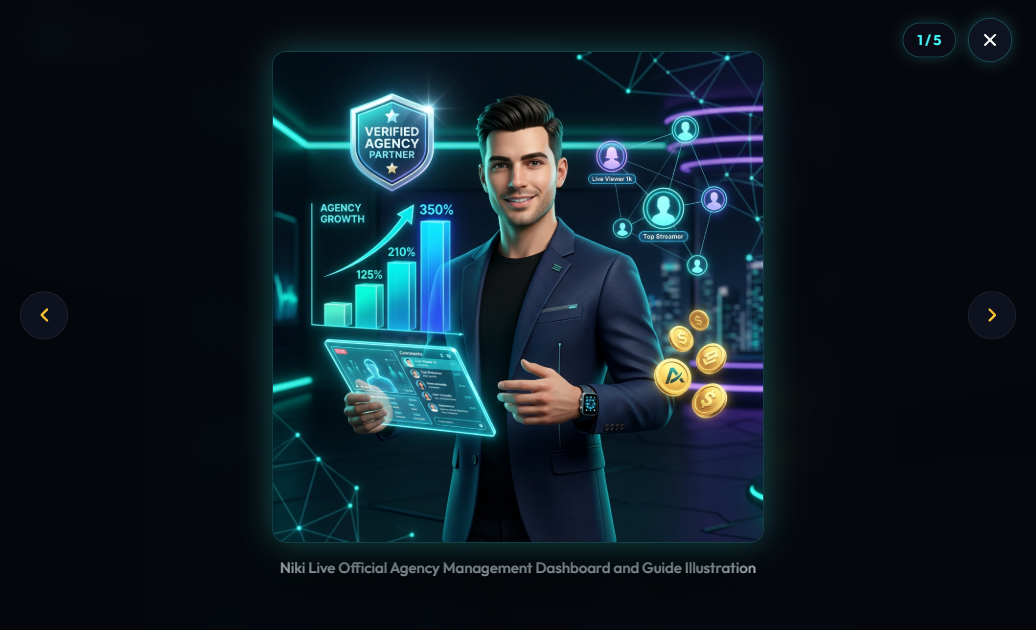 1 / 5
VERIFIED
AGENCY
PARTNER
AGENCY
GROWTH
350%
210%
125%
Live Viewer 1k
Top Streamer
Comments
Niki Live Official Agency Management Dashboard and Guide Illustration